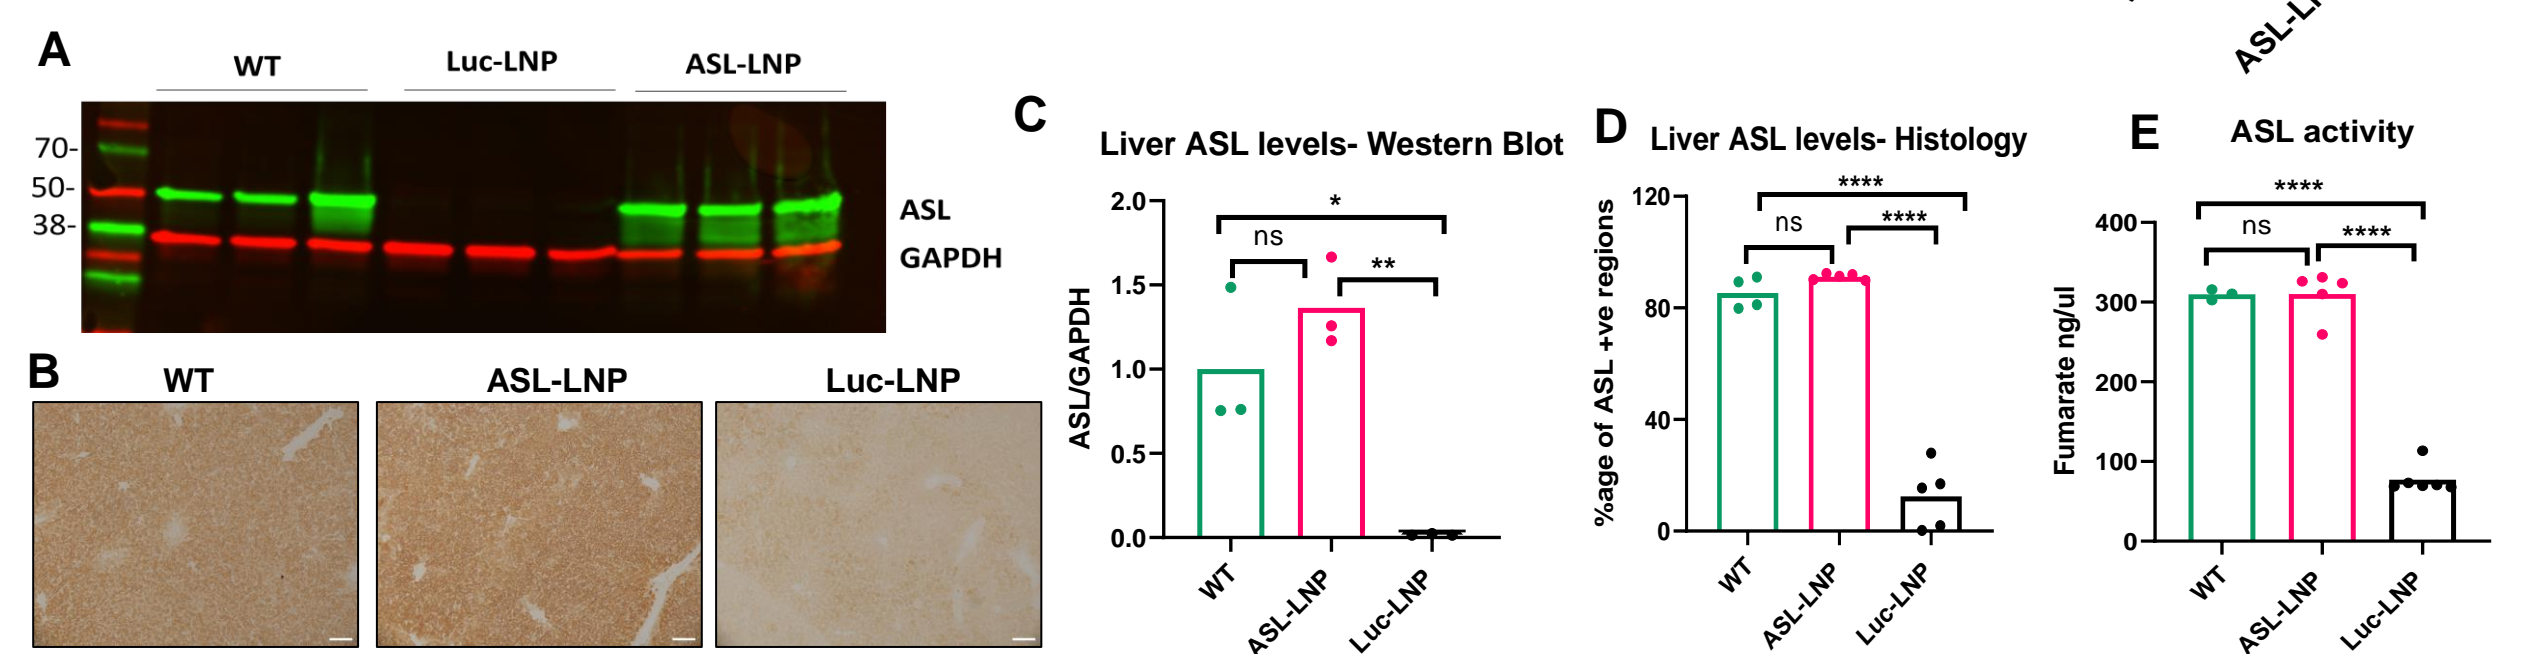 ASL-LN
A
WT
Luc-LNP
ASL-LNP
70-
50-
38-
ASL
GAPDH
B
WT
ASL-LNP
Luc-LNP
C
Liver ASL levels- Western Blot
ASL/GAPDH
2.0
1.5
1.0
0.5
0.0
*
ns
**
WT
ASL-LNP
Luc-LNP
D
Liver ASL levels- Histology
%age of ASL +ve regions
120
80
40
0
****
ns
****
WT
ASL-LNP
Luc-LNP
E
ASL activity
Fumarate ng/ul
400
300
200
100
0
****
ns
****
WT
ASL-LNP
Luc-LNP